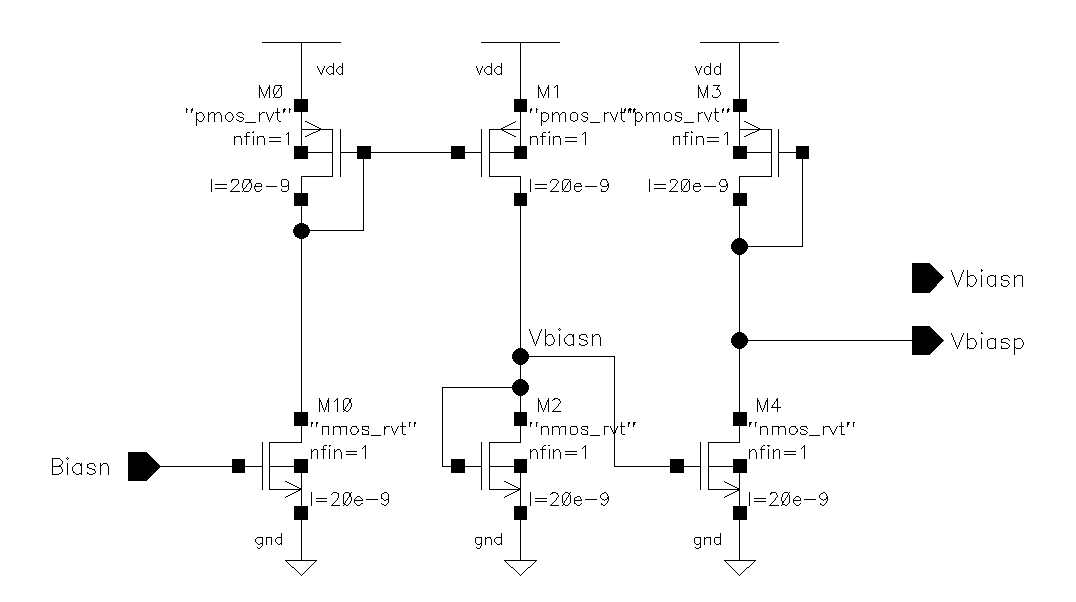 vdd
vdd
vdd
M0
M1
M3
"pmos_rvt"
"pmos_rvt"
"pmos_rvt"
nfin=1
nfin=1
nfin=1
l=20e-9
l=20e-9
l=20e-9
Vbiasn
Vbiasn
Vbiasp
M10
M2
M4
"nmos_rvt"
"nmos_rvt"
"nmos_rvt"
nfin=1
nfin=1
nfin=1
Biasn
l=20e-9
l=20e-9
l=20e-9
gnd
gnd
gnd